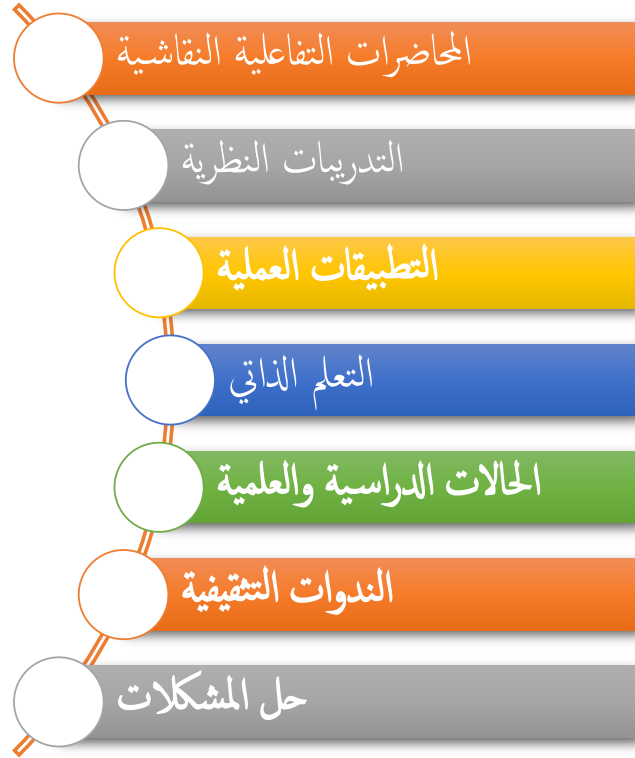 المحاضرات التفاعلية النقاشية
التدريبات النظرية
التطبيقات العملية
التعلم الذاتي
الحالات الدراسية والعلمية
الندوات التثقيفية
حل المشكلات